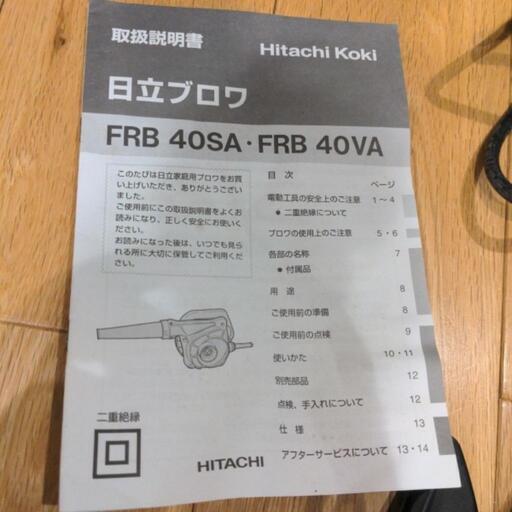 取扱説明書
Hitachi Koki
日立ブロワ
FRB 40SA・FRB 40VA
このたびは日立家庭用ブロワをお買
い上げいただき、ありがとうござい
ました。
ご使用前にこの取扱説明書をよくお
読みになり、正しく安全にお使いく
ださい。
お読みになった後は、いつでも見ら
れる所に大切に保管してご利用くだ
さい。
二重絶縁
目 次
ページ
電動工具の安全上のご注意 1〜4
● 二重絶縁について
ブロワの使用上のご注意 5・6
各部の名称 7
● 付属品
用 途 8
ご使用前の準備 8
ご使用前の点検 9
使いかた 10・11
別売部品 12
点検、手入れについて 12
仕 様 13
アフターサービスについて 13・14
HITACHI